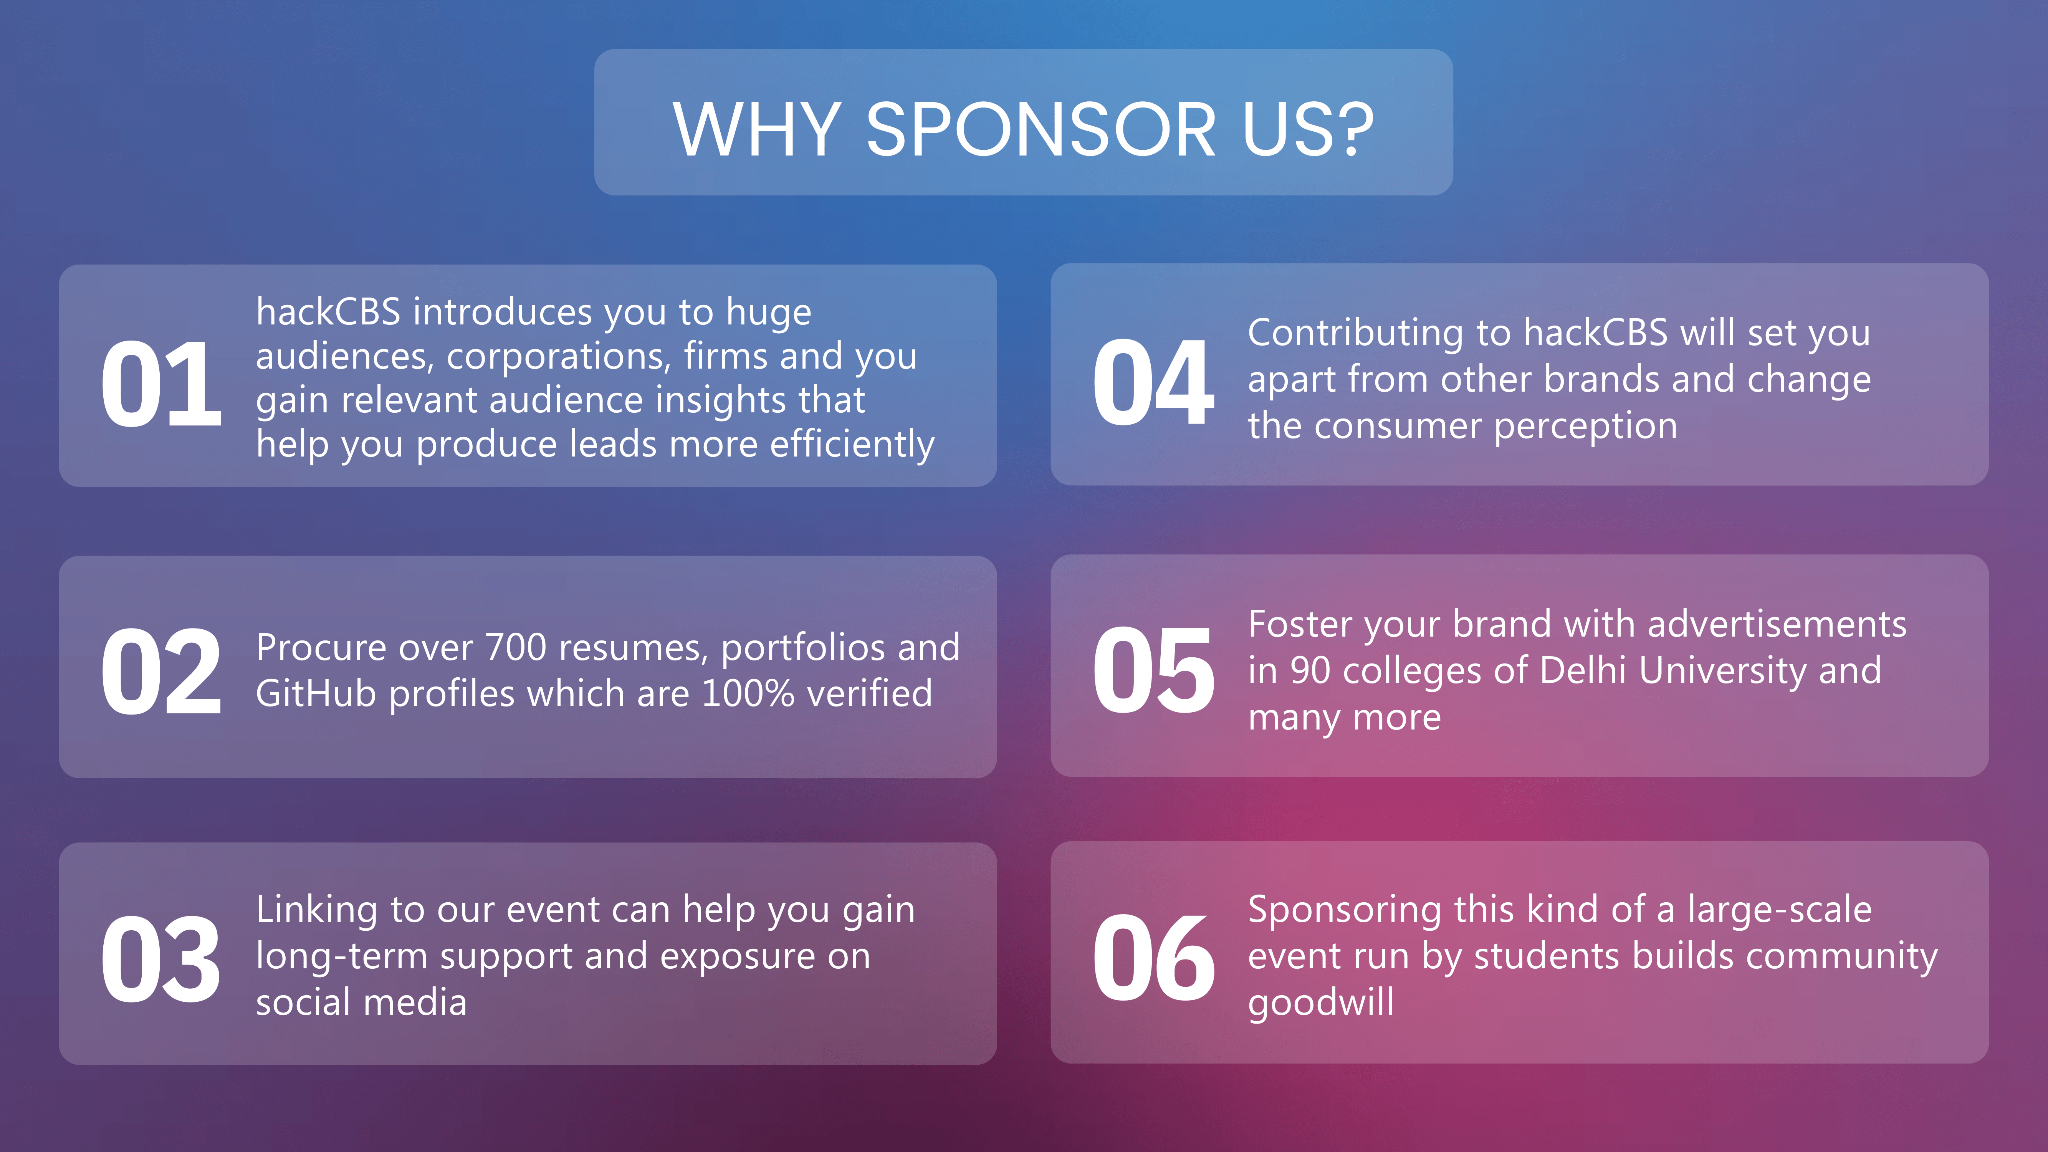 WHY SPONSOR US?
01
hackCBS introduces you to huge
audiences, corporations, firms and you
gain relevant audience insights that
help you produce leads more efficiently
02
Procure over 700 resumes, portfolios and
GitHub profiles which are 100% verified
03
Linking to our event can help you gain
long-term support and exposure on
social media
04
Contributing to hackCBS will set you
apart from other brands and change
the consumer perception
05
Foster your brand with advertisements
in 90 colleges of Delhi University and
many more
06
Sponsoring this kind of a large-scale
event run by students builds community
goodwill